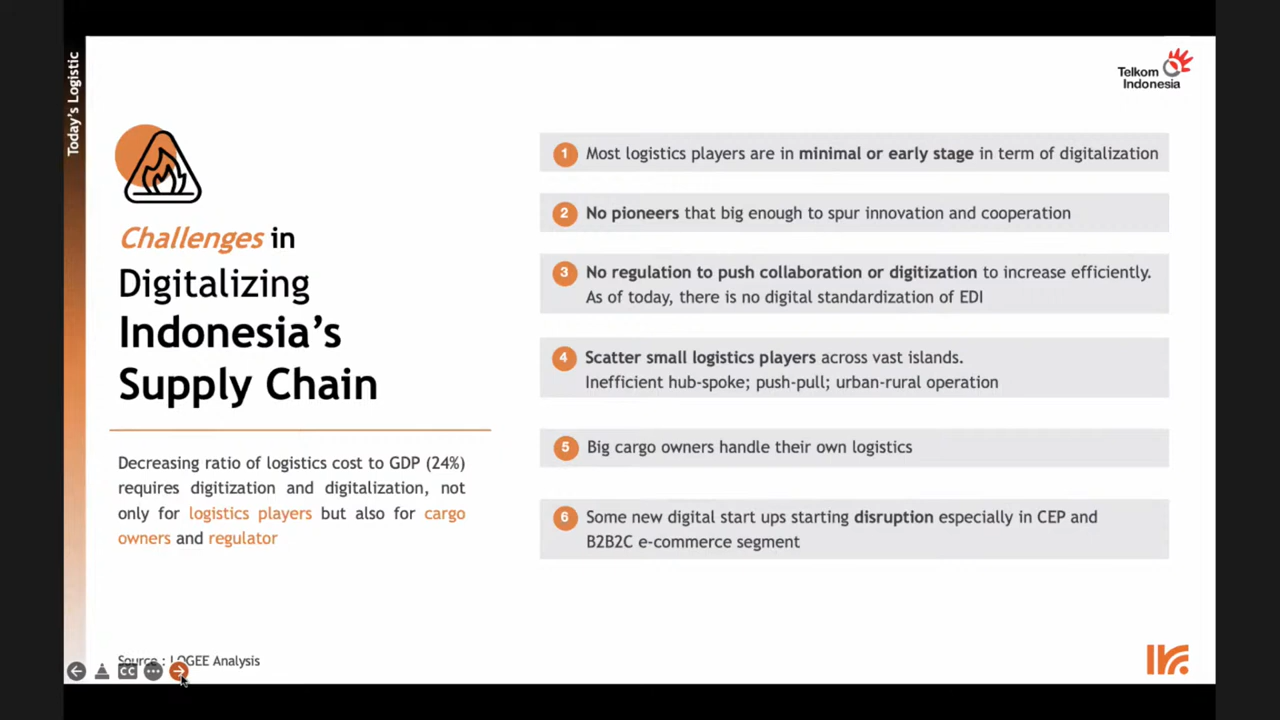 Today's Logistic
Telkom
Indonesia
Challenges in
Digitalizing
Indonesia's
Supply Chain
Decreasing ratio of logistics cost to GDP (24%)
requires digitization and digitalization, not
only for logistics players but also for cargo
owners and regulator
1 Most logistics players are in minimal or early stage in term of digitalization
2 No pioneers that big enough to spur innovation and cooperation
3 No regulation to push collaboration or digitization to increase efficiently.
As of today, there is no digital standardization of EDI
4 Scatter small logistics players across vast islands.
Inefficient hub-spoke; push-pull; urban-rural operation
5 Big cargo owners handle their own logistics
6 Some new digital start ups starting disruption especially in CEP and
B2B2C e-commerce segment
Source : LOGEE Analysis
CC